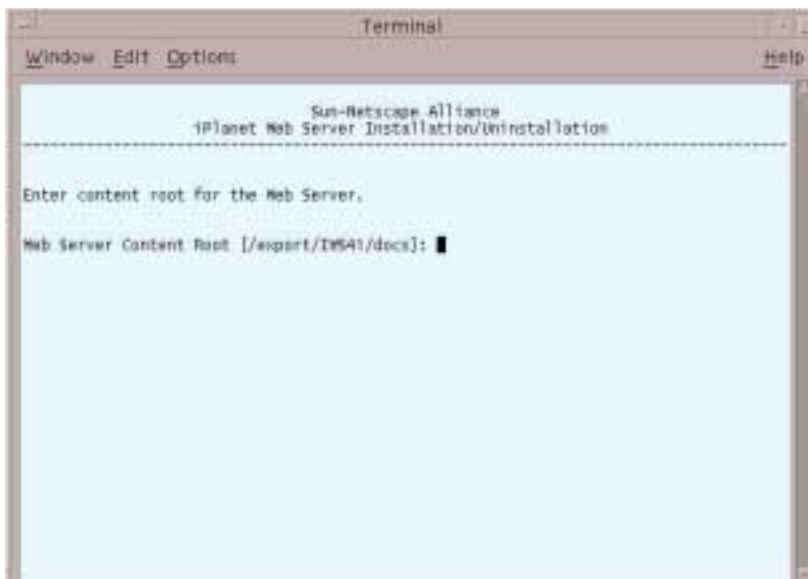 Terminal
Window Edit Options Help
Sun-Netscape Alliance
iPlanet Web Server Installation/Uninstallation
--------------------------------------------------------------------------------
Enter content root for the Web Server.
Web Server Content Root [/export/IWS41/docs]: